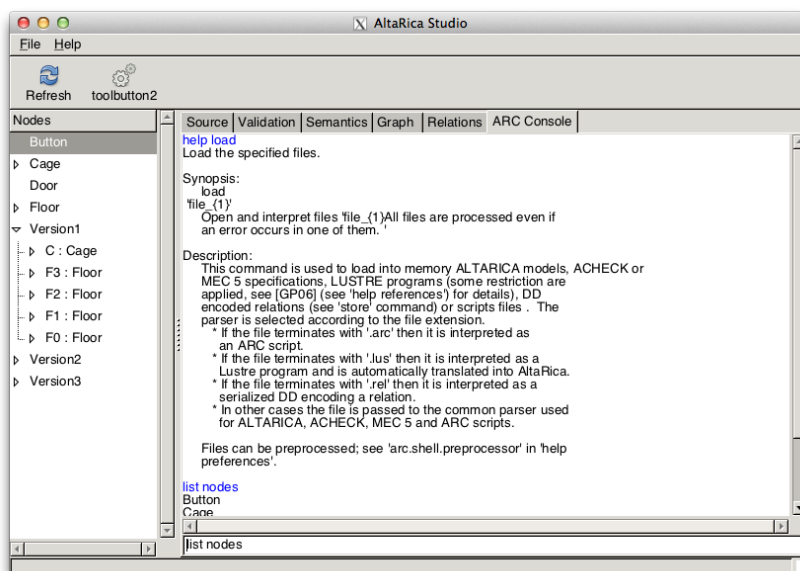 AltaRica Studio
File Help
Refresh toolbutton2
Nodes
Button
Cage
Door
Floor
Version1
C : Cage
F3 : Floor
F2 : Floor
F1 : Floor
F0 : Floor
Version2
Version3
Source Validation Semantics Graph Relations ARC Console
help load
Load the specified files.
Synopsis:
load
'file_{1}'
Open and interpret files 'file_{1}All files are processed even if
an error occurs in one of them. '
Description:
This command is used to load into memory ALTARICA models, ACHECK or
MEC 5 specifications, LUSTRE programs (some restriction are
applied, see [GP06] (see 'help references') for details), DD
encoded relations (see 'store' command) or scripts files . The
parser is selected according to the file extension.
* If the file terminates with '.arc' then it is interpreted as
an ARC script.
* If the file terminates with '.lus' then it is interpreted as a
Lustre program and is automatically translated into AltaRica.
* If the file terminates with '.rel' then it is interpreted as a
serialized DD encoding a relation.
* In other cases the file is passed to the common parser used
for ALTARICA, ACHECK, MEC 5 and ARC scripts.
Files can be preprocessed; see 'arc.shell.preprocessor' in 'help
preferences'.
list nodes
Button
Cage
list nodes